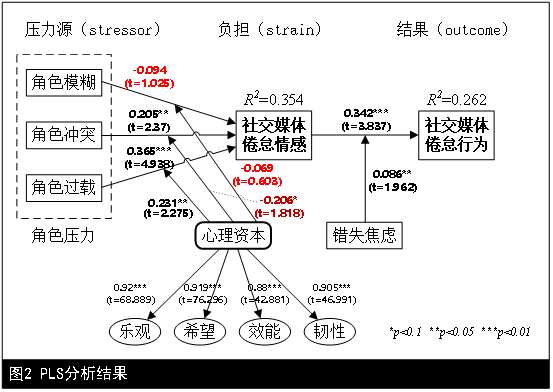 压力源（stressor）
负担（strain）
结果（outcome）
角色模糊
角色冲突
角色过载
角色压力
-0.094
(t=1.025)
0.205**
(t=2.37)
0.365***
(t=4.938)
0.231**
(t=2.275)
R²=0.354
社交媒体
倦怠情感
-0.069
(t=0.603)
-0.206*
(t=1.818)
0.342***
(t=3.837)
R²=0.262
社交媒体
倦怠行为
0.086**
(t=1.962)
心理资本
错失焦虑
0.92***
(t=68.889)
0.919***
(t=76.296)
0.88***
(t=42.881)
0.905***
(t=46.991)
乐观
希望
效能
韧性
*p<0.1 **p<0.05 ***p<0.01
图2 PLS分析结果